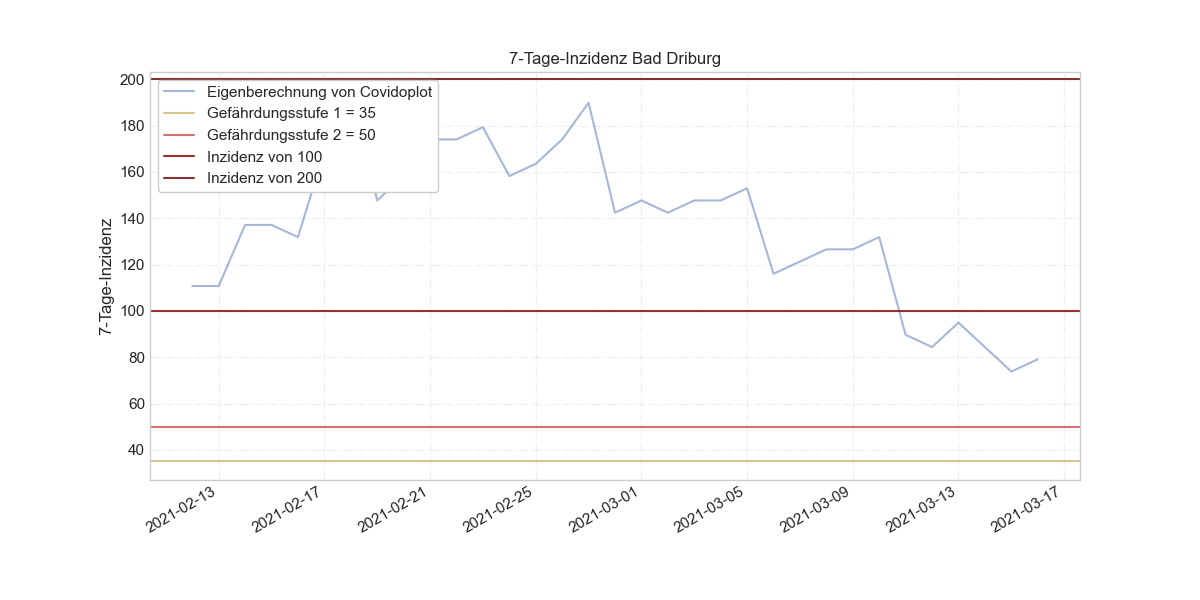 7-Tage-Inzidenz Bad Driburg
Eigenberechnung von Covidoplot
Gefährdungsstufe 1 = 35
Gefährdungsstufe 2 = 50
Inzidenz von 100
Inzidenz von 200
7-Tage-Inzidenz
200
180
160
140
120
100
80
60
40
2021-02-13
2021-02-17
2021-02-21
2021-02-25
2021-03-01
2021-03-05
2021-03-09
2021-03-13
2021-03-17